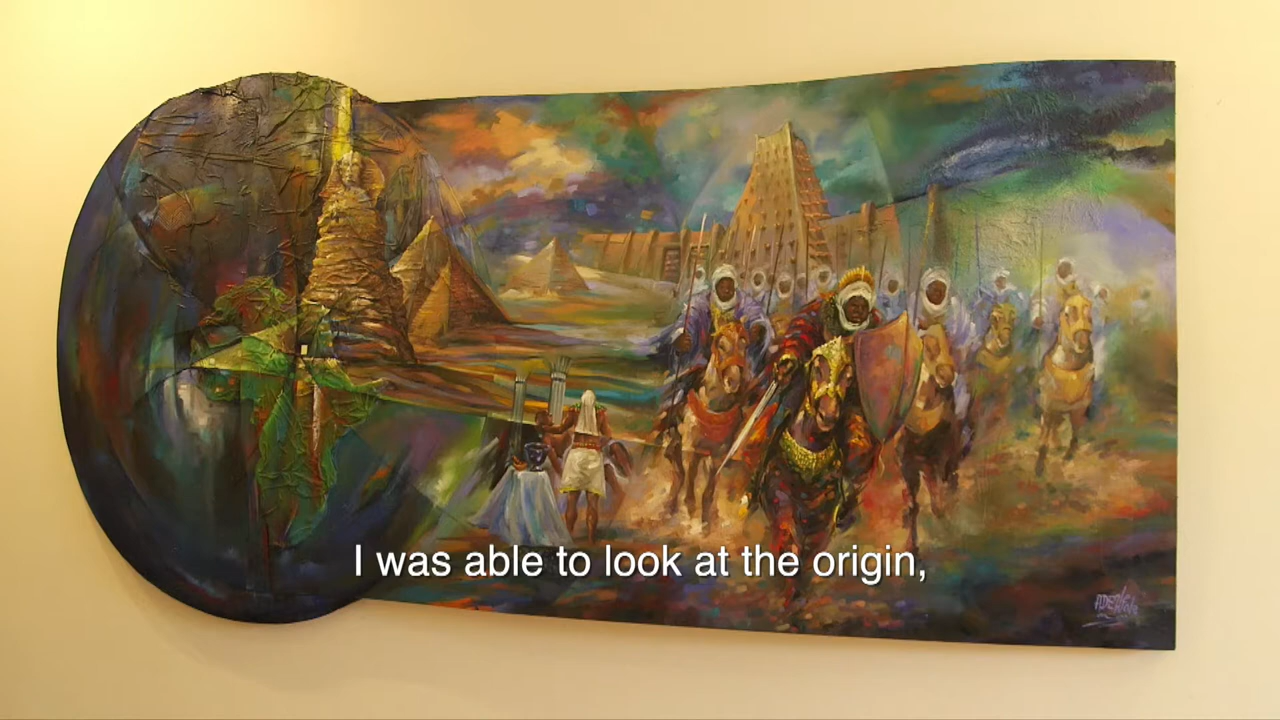 I was able to look at the origin,